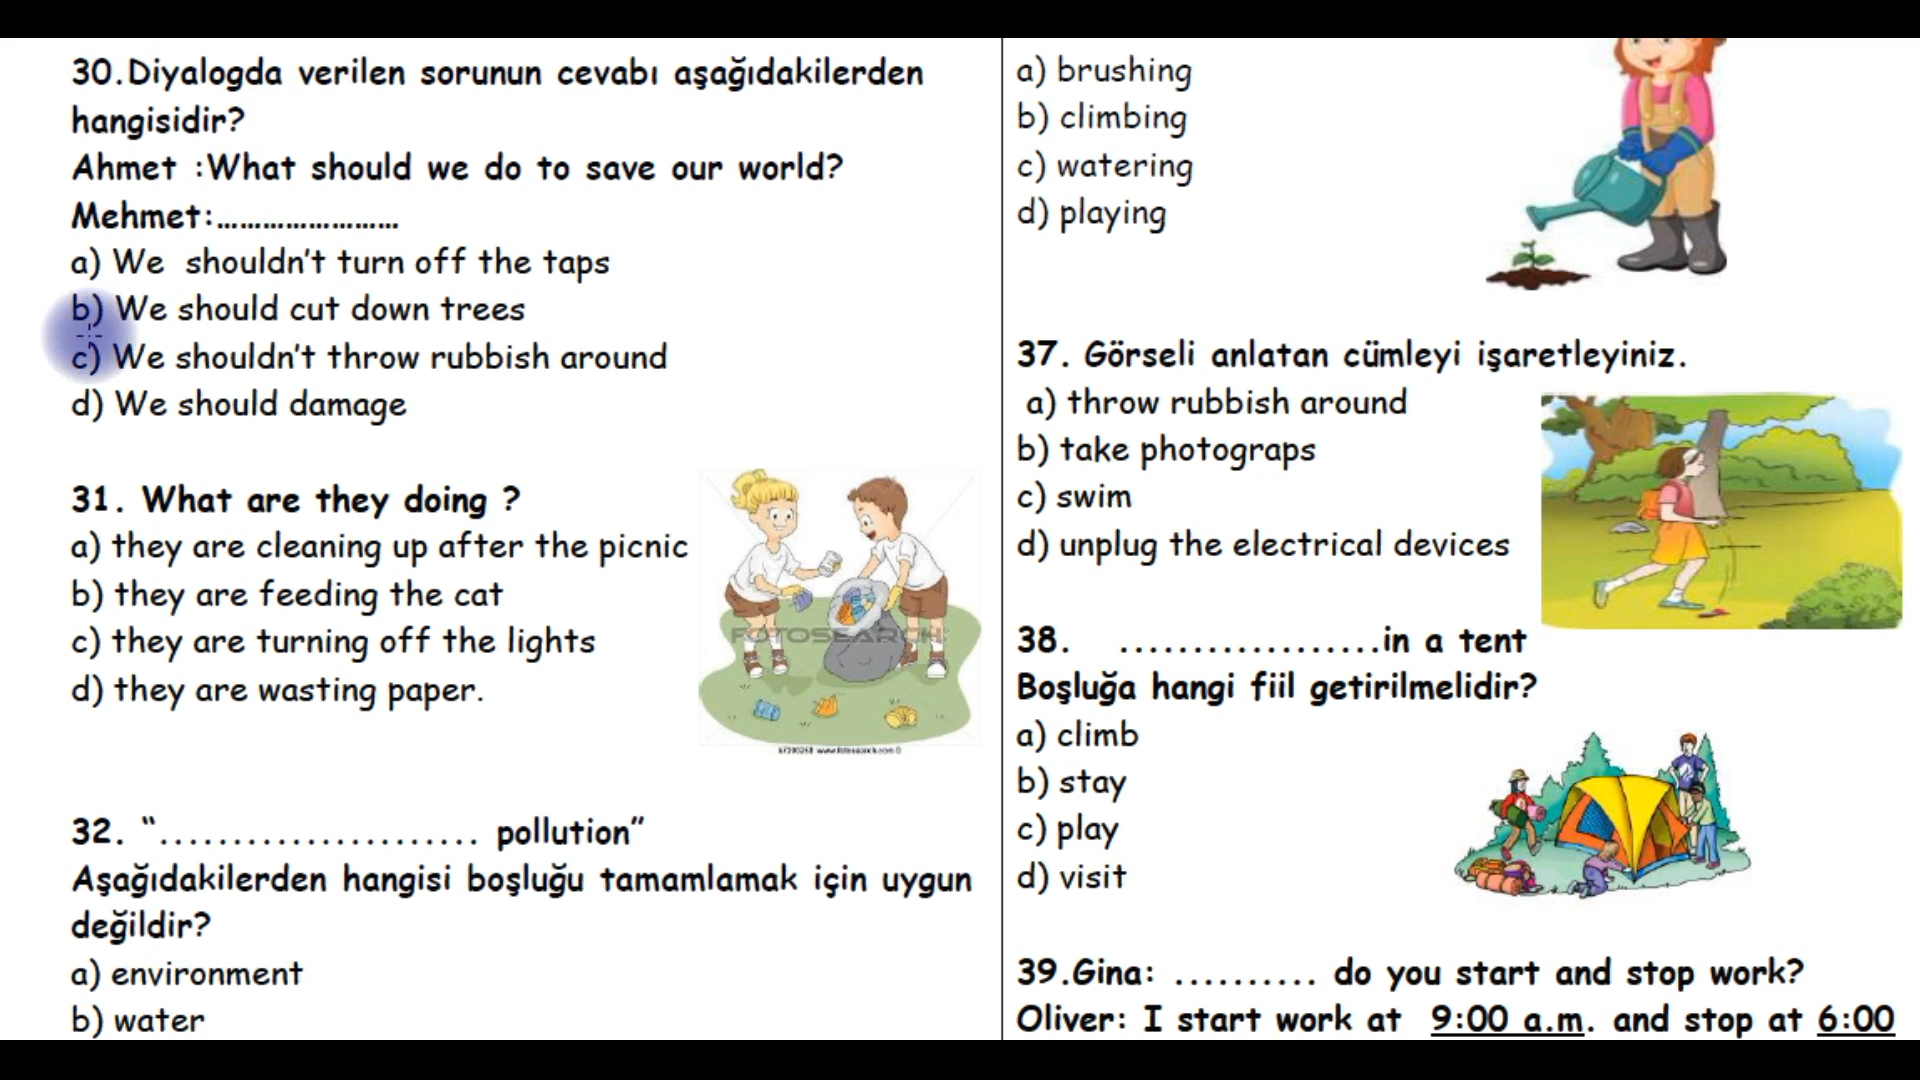 30.Diyalogda verilen sorunun cevabı aşağıdakilerden
hangisidir?
Ahmet :What should we do to save our world?
Mehmet:........................
a) We shouldn't turn off the taps
b) We should cut down trees
c) We shouldn't throw rubbish around
d) We should damage
31. What are they doing ?
a) they are cleaning up after the picnic
b) they are feeding the cat
c) they are turning off the lights
d) they are wasting paper.
FOTOSEARCH
32. “...................... pollution”
Aşağıdakilerden hangisi boşluğu tamamlamak için uygun
değildir?
a) environment
b) water
a) brushing
b) climbing
c) watering
d) playing
37. Görseli anlatan cümleyi işaretleyiniz.
a) throw rubbish around
b) take photograps
c) swim
d) unplug the electrical devices
38. ..................in a tent
Boşluğa hangi fiil getirilmelidir?
a) climb
b) stay
c) play
d) visit
39.Gina: .......... do you start and stop work?
Oliver: I start work at 9:00 a.m. and stop at 6:00